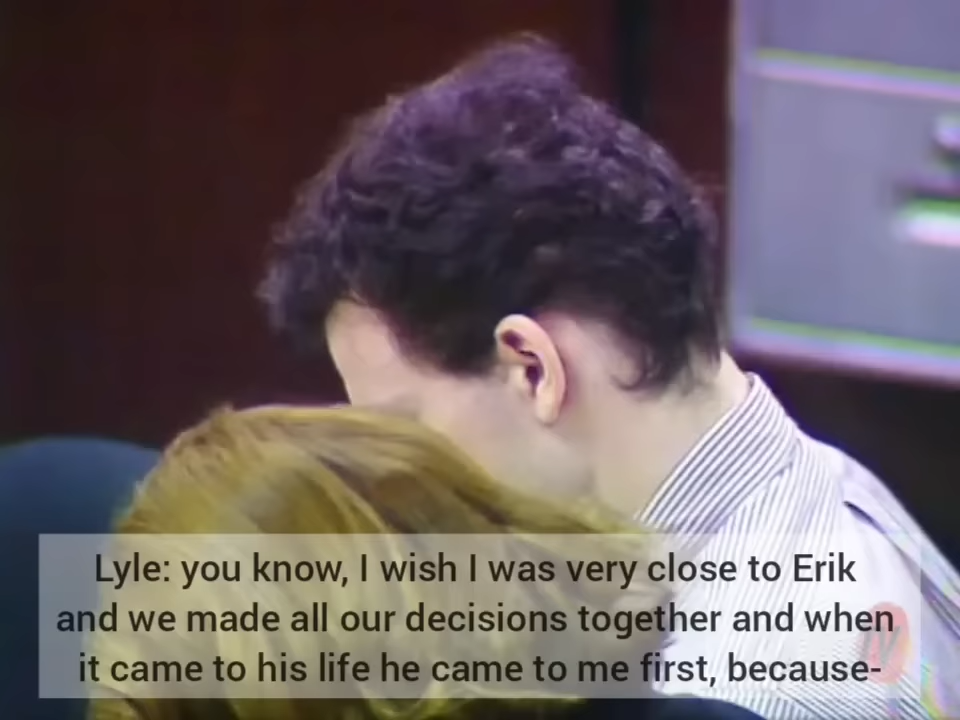 Lyle: you know, I wish I was very close to Erik
and we made all our decisions together and when
it came to his life he came to me first, because-